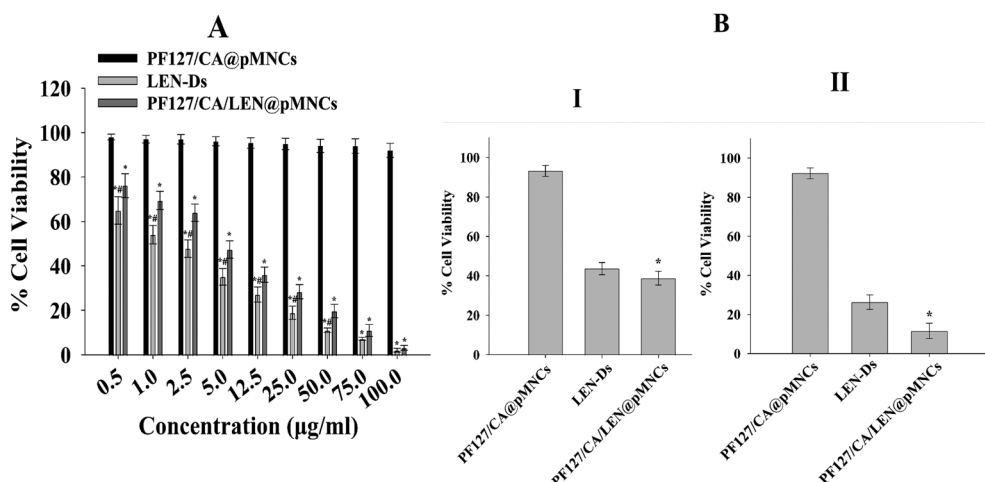 A
PF127/CA@pMNCs
LEN-Ds
PF127/CA/LEN@pMNCs
% Cell Viability
120
100
80
60
40
20
0
*# *
*# *
*# *
*# *
*# *
*# *
*# *
* *
* *
0.5 1.0 2.5 5.0 12.5 25.0 50.0 75.0 100.0
Concentration (µg/ml)
B
I
% Cell Viability
100
80
60
40
20
0
*
PF127/CA@pMNCs
LEN-Ds
PF127/CA/LEN@pMNCs
II
% Cell Viability
100
80
60
40
20
0
*
PF127/CA@pMNCs
LEN-Ds
PF127/CA/LEN@pMNCs